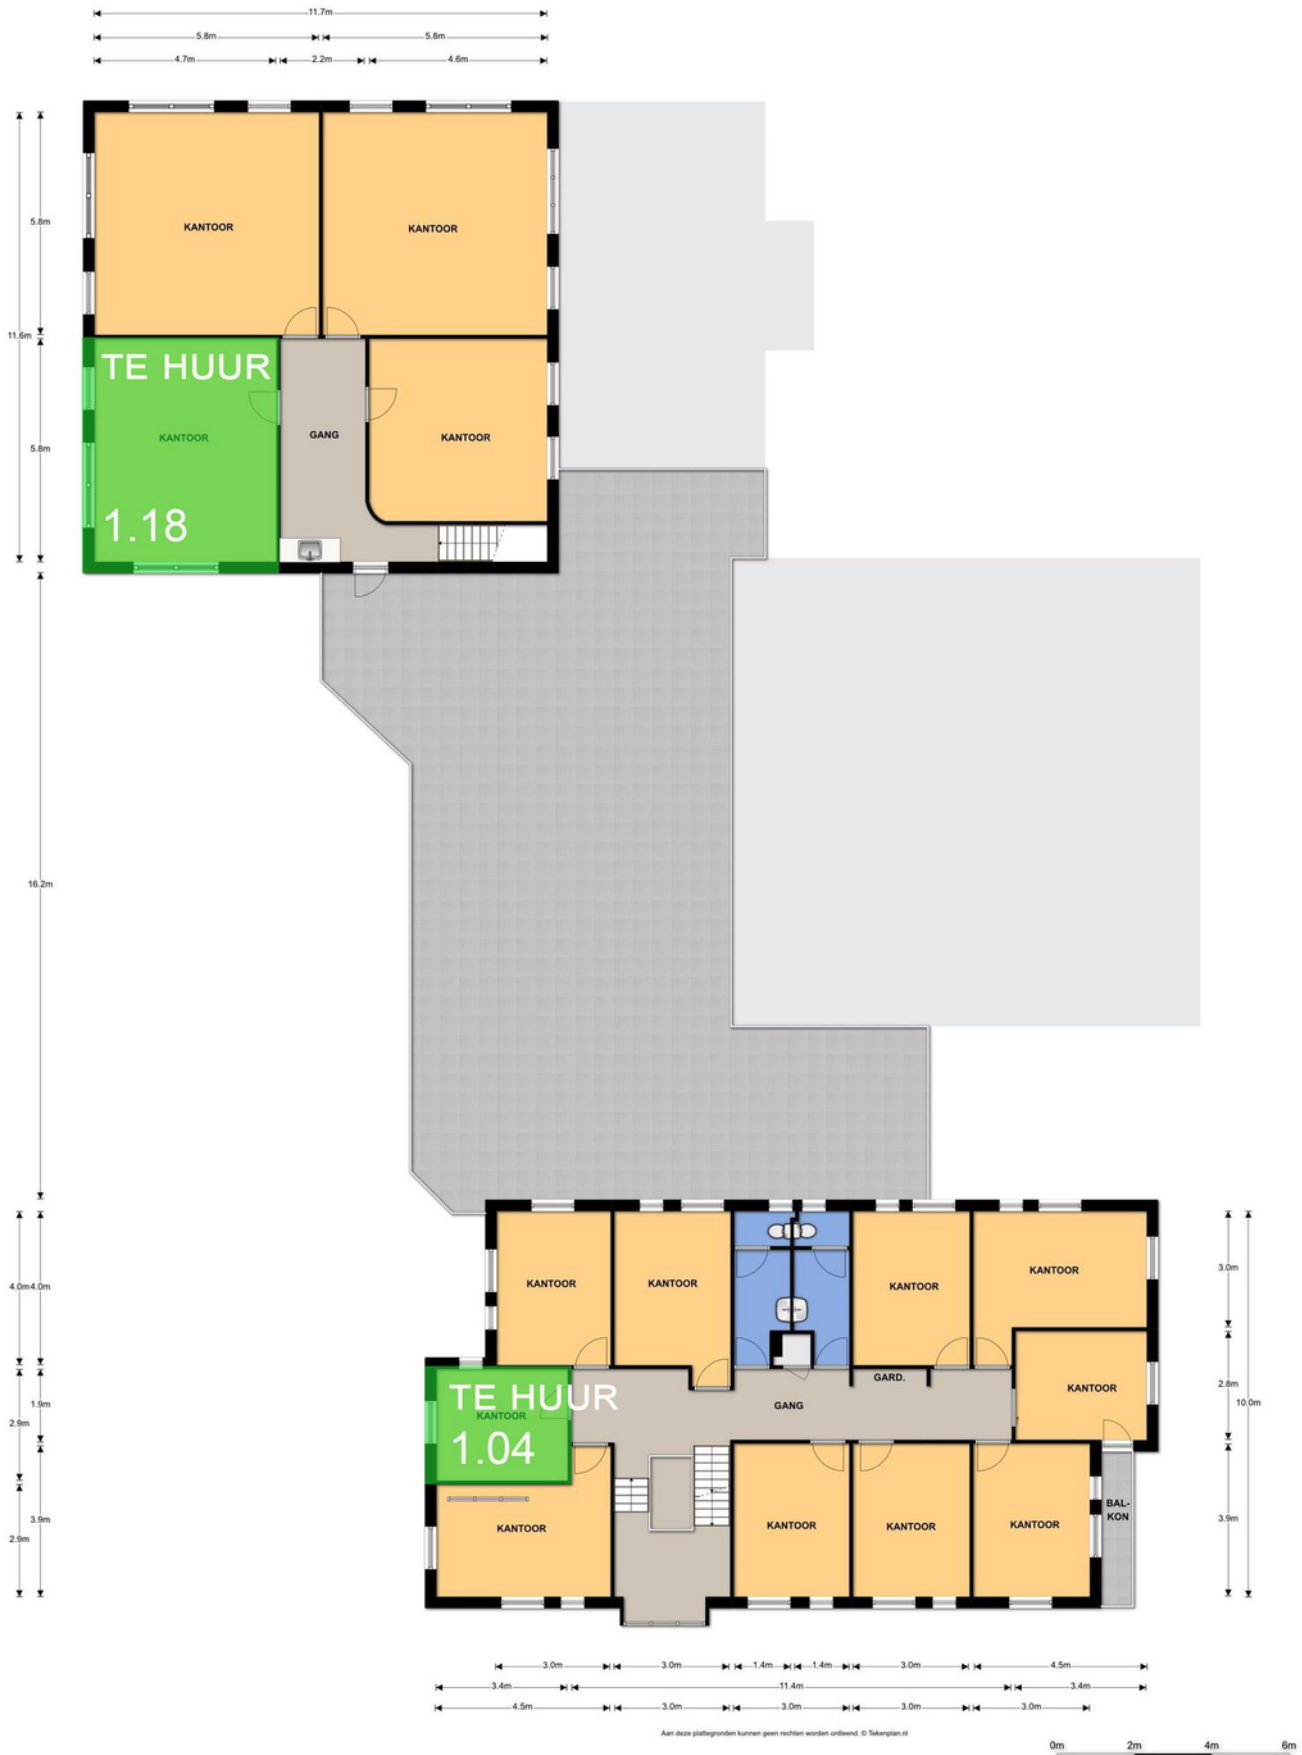 11.7m
5.8m 5.8m
4.7m 2.2m 4.6m
5.8m
11.6m
5.8m
16.2m
KANTOOR
KANTOOR
TE HUUR
KANTOOR
1.18
GANG
KANTOOR
4.0m 4.0m
1.9m
2.9m
3.9m
2.9m
KANTOOR
KANTOOR
KANTOOR
KANTOOR
KANTOOR
GARD.
GANG
TE HUUR
KANTOOR
1.04
KANTOOR
KANTOOR
KANTOOR
KANTOOR
BAL-
KON
3.0m
2.8m
10.0m
3.9m
3.0m 3.0m 1.4m 1.4m 3.0m 4.5m
3.4m 11.4m 3.4m
4.5m 3.0m 3.0m 3.0m 3.0m
Aan deze plattegronden kunnen geen rechten worden ontleend. © Tekenplan.nl
0m 2m 4m 6m